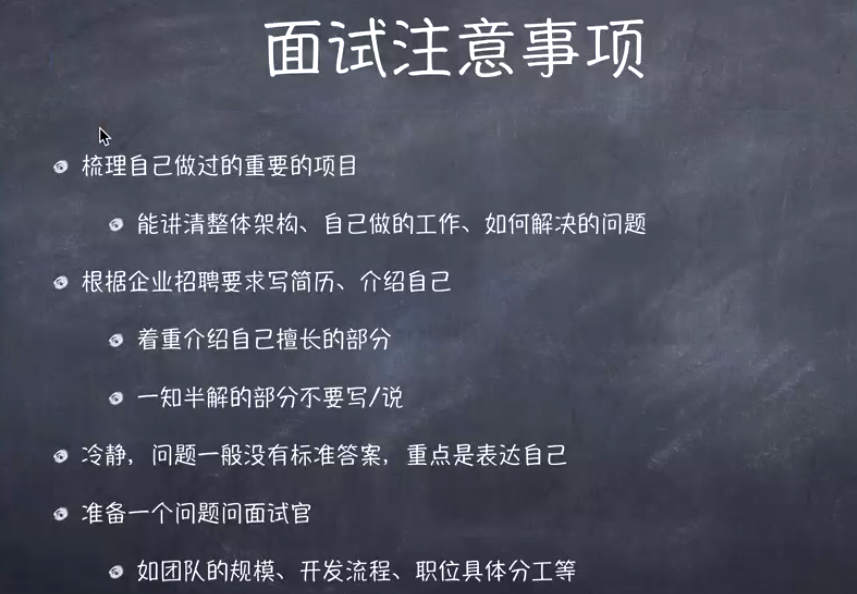 面试注意事项
梳理自己做过的重要的项目
能讲清整体架构、自己做的工作、如何解决的问题
根据企业招聘要求写简历、介绍自己
着重介绍自己擅长的部分
一知半解的部分不要写/说
冷静，问题一般没有标准答案，重点是表达自己
准备一个问题问面试官
如团队的规模、开发流程、职位具体分工等